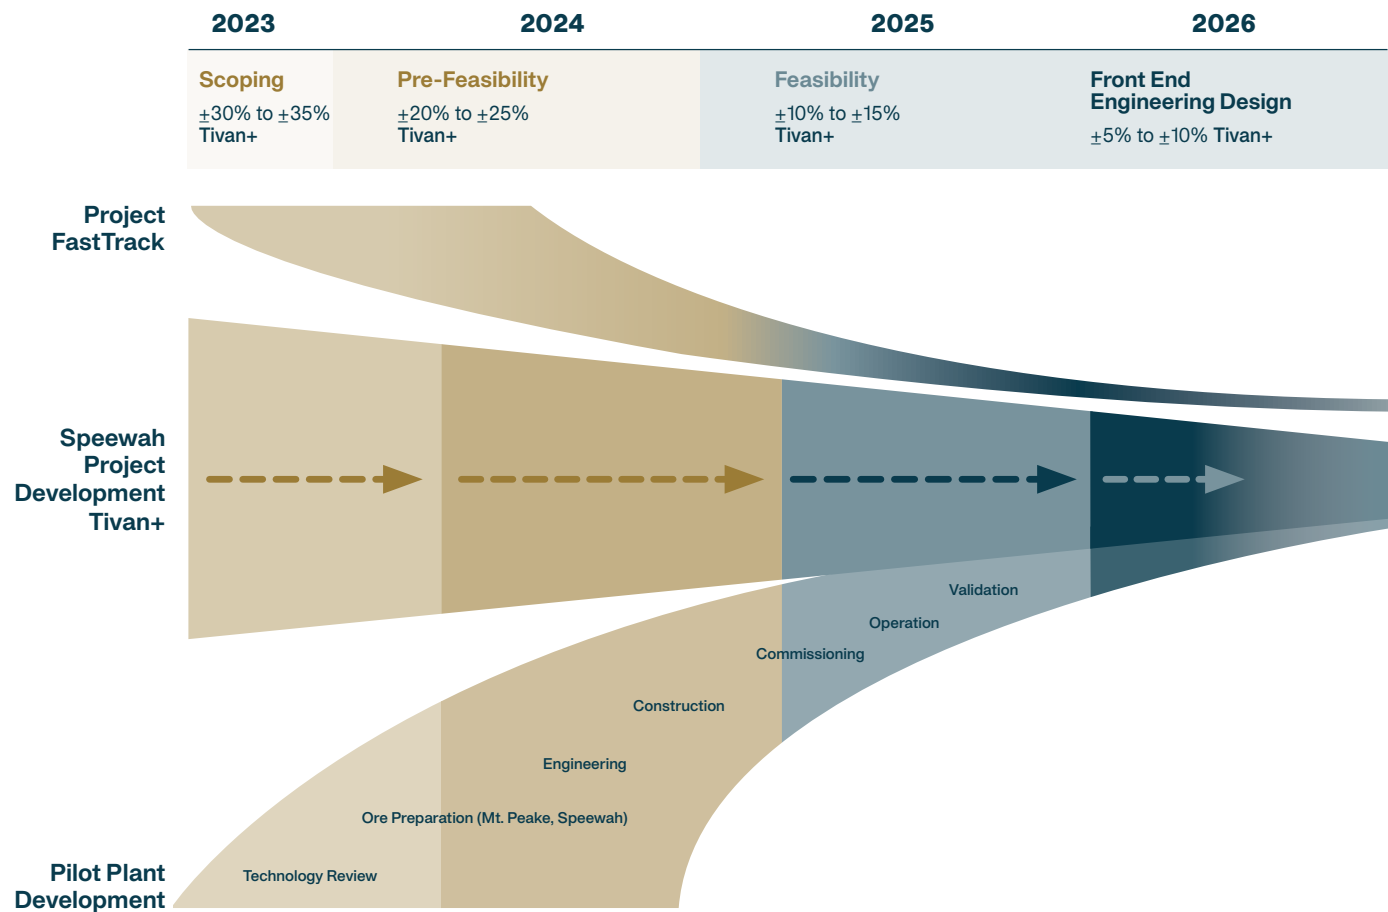 2023 2024 2025 2026
Scoping
±30% to ±35%
Tivan+
Pre-Feasibility
±20% to ±25%
Tivan+
Feasibility
±10% to ±15%
Tivan+
Front End
Engineering Design
±5% to ±10% Tivan+
Project
FastTrack
Speewah
Project
Development
Tivan+
Validation
Operation
Commissioning
Construction
Engineering
Ore Preparation (Mt. Peake, Speewah)
Technology Review
Pilot Plant
Development